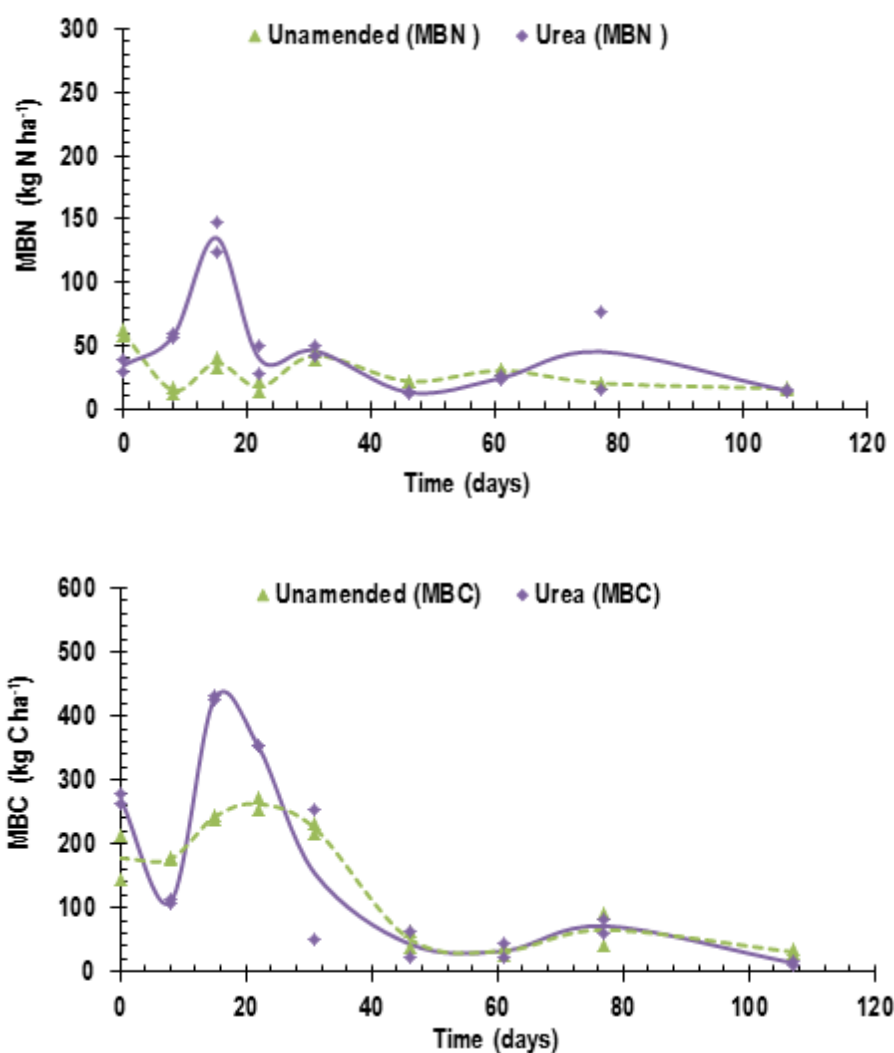 300
Unamended (MBN ) Urea (MBN )
250
200
150
100
50
0
MBN (kg N ha⁻¹)
0 20 40 60 80 100 120
Time (days)
600
Unamended (MBC) Urea (MBC)
500
400
300
200
100
0
MBC (kg C ha⁻¹)
0 20 40 60 80 100 120
Time (days)